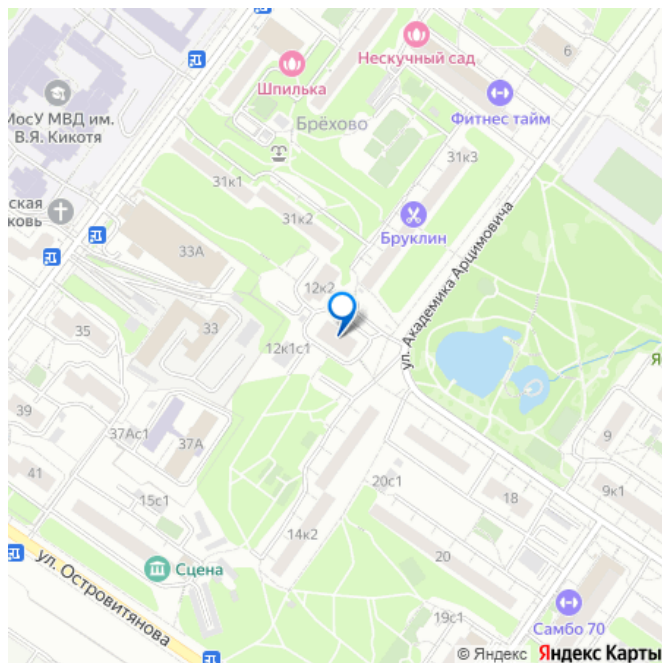 6
Нескучный сад
Шпилька
Фитнес тайм
МосУ МВД им.
В.Я. Кикотя
Брёхово
31к3
31к1
ская
ковь
31к2
Бруклин
33А
ул. Академика Арцимовича
12к2
35
33
12к1с1
Я
39
37Ас1
37А
9
41
20с1
9к1
15с1
18
14к2
20
ул. Островитянова
Сцена
19с1
Самбо 70
© Яндекс Яндекс Карты